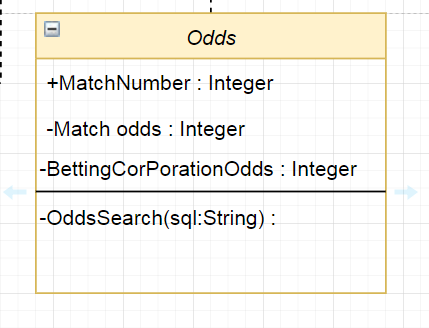 Odds
+MatchNumber : Integer
-Match odds : Integer
-BettingCorPorationOdds : Integer
-OddsSearch(sql:String) :